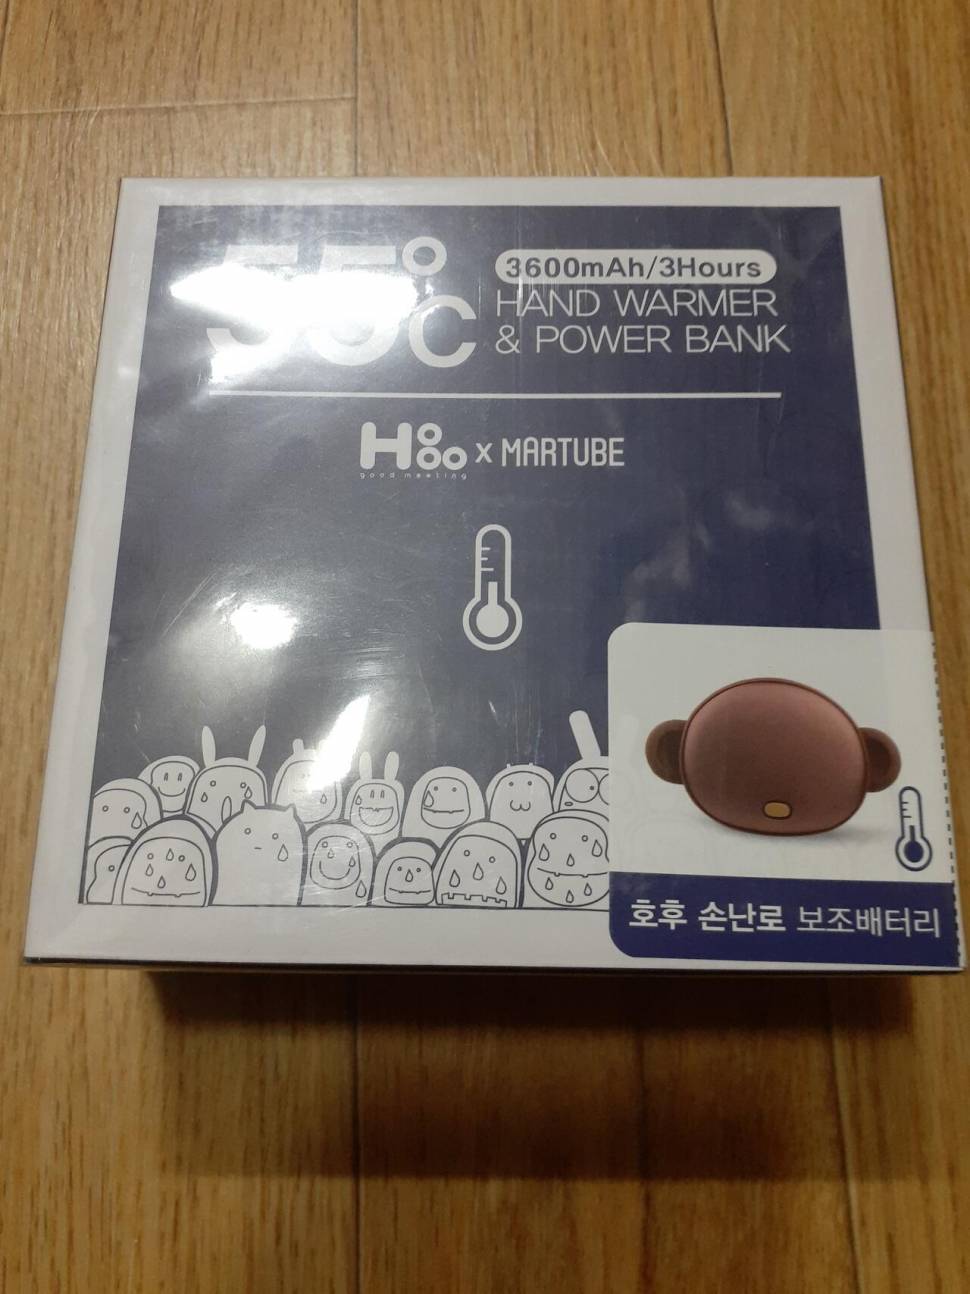 55°C
3600mAh/3Hours
HAND WARMER
& POWER BANK
Hooo x MARTUBE
good meeting
호후 손난로 보조배터리